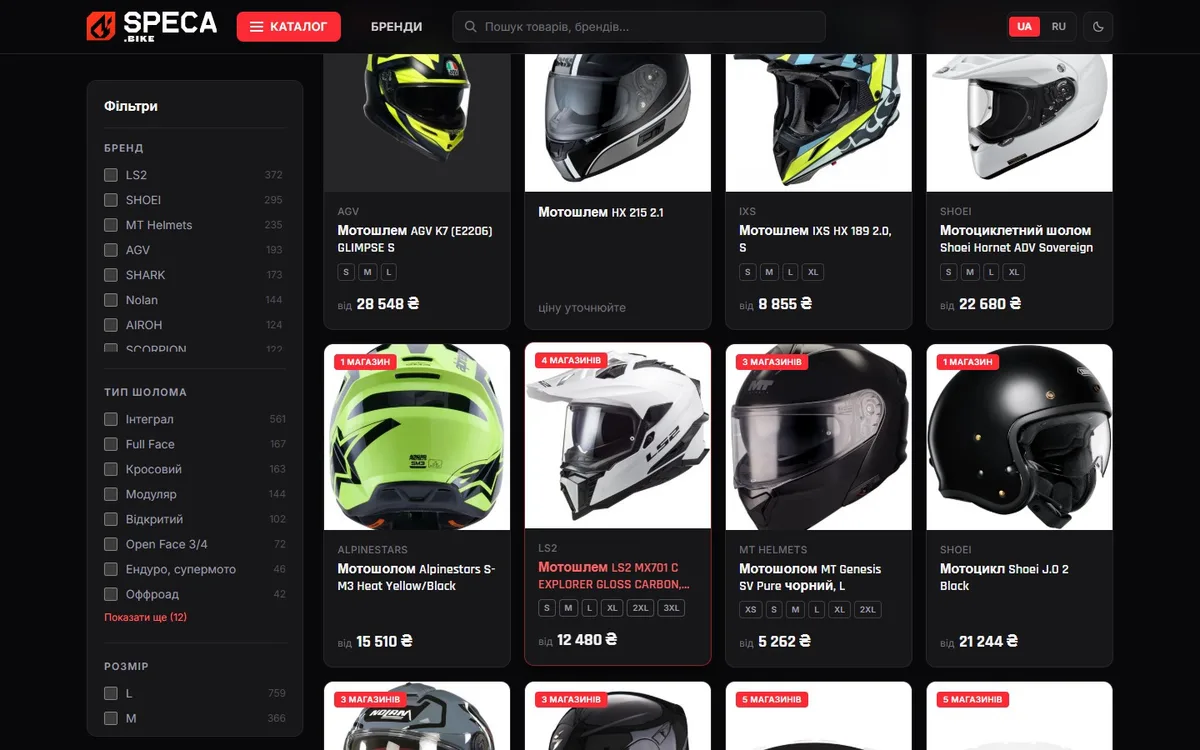 SPECA
.BIKE
КАТАЛОГ
БРЕНДИ
Пошук товарів, брендів...
UA
RU
Фільтри
БРЕНД
LS2 372
SHOEI 295
MT Helmets 235
AGV 193
SHARK 173
Nolan 144
AIROH 124
SCORPION 122
ТИП ШОЛОМА
Інтеграл 561
Full Face 167
Кросовий 163
Модуляр 144
Відкритий 102
Open Face 3/4 72
Ендуро, супермото 46
Оффроад 42
Показати ще (12)
РОЗМІР
L 759
M 366
AGV
Мотошлем AGV K7 (E2206)
GLIMPSE S
S M L
від 28 548 ₴
Мотошлем HX 215 2.1
ціну уточнюйте
IXS
Мотошлем IXS HX 189 2.0,
S
S M L XL
від 8 855 ₴
SHOEI
Мотоциклетний шолом
Shoei Hornet ADV Sovereign
S M L XL
від 22 680 ₴
1 МАГАЗИН
SM3
ALPINESTARS
Мотошолом Alpinestars S-
M3 Heat Yellow/Black
від 15 510 ₴
4 МАГАЗИНІВ
LS2
LS2
Мотошлем LS2 MX701 C
EXPLORER GLOSS CARBON,...
S M L XL 2XL 3XL
від 12 480 ₴
3 МАГАЗИНІВ
MT
MT HELMETS
Мотошолом MT Genesis
SV Pure чорний, L
XS S M L XL 2XL
від 5 262 ₴
1 МАГАЗИН
SHOEI
Мотоцикл Shoei J.O 2
Black
від 21 244 ₴
3 МАГАЗИНІВ
NOLAN
3 МАГАЗИНІВ
5 МАГАЗИНІВ
5 МАГАЗИНІВ